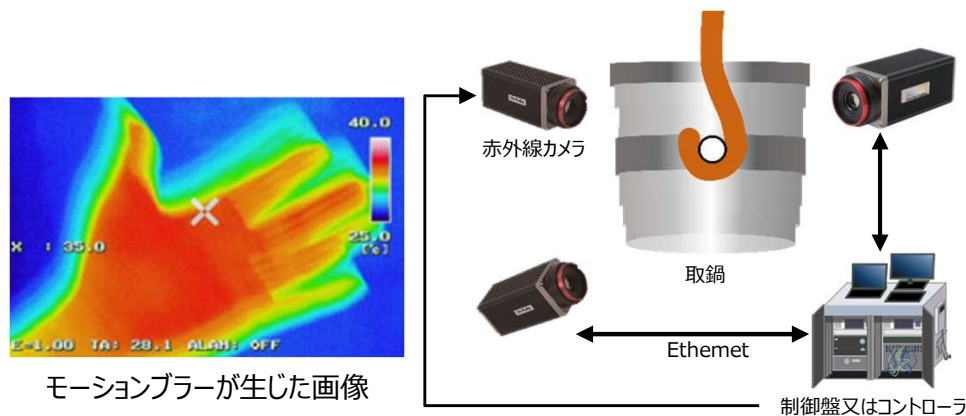 40.0
X : 35.0
25.0
[℃]
E=1.00 TA: 28.1 ALAM: OFF
モーションブラーが生じた画像
赤外線カメラ
取鍋
Ethemet
制御盤又はコントローラ